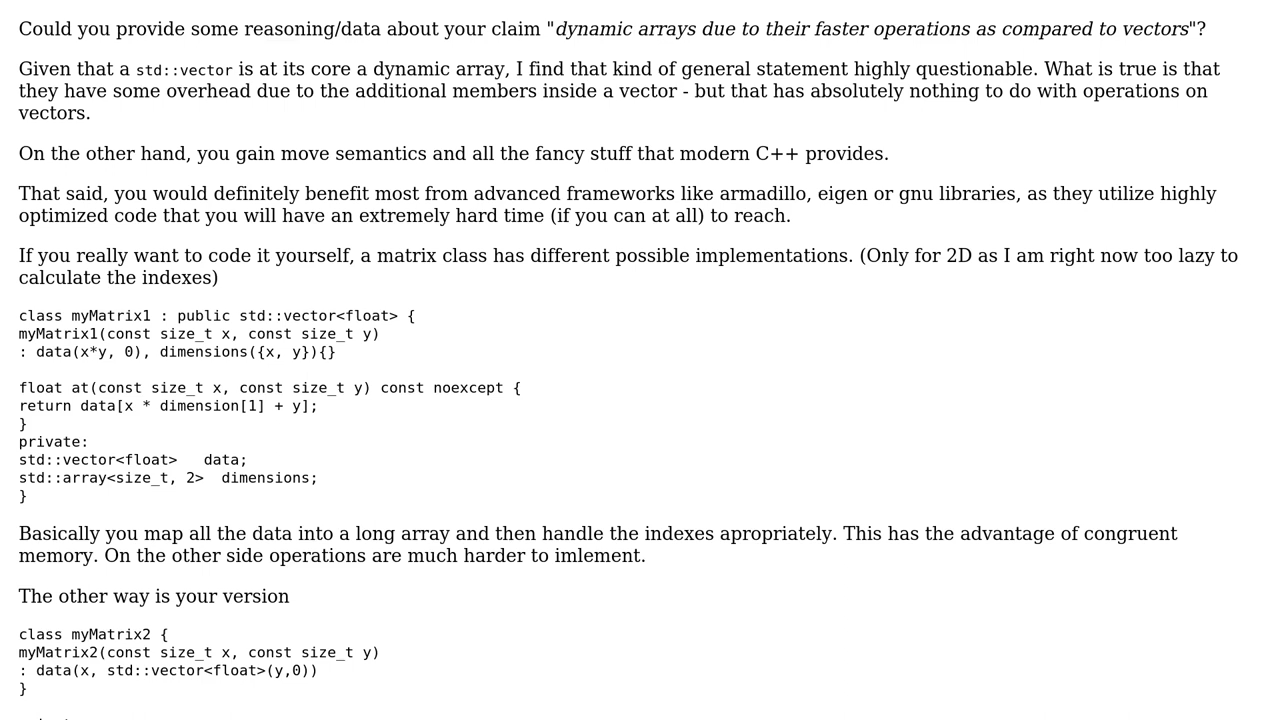 Could you provide some reasoning/data about your claim "dynamic arrays due to their faster operations as compared to vectors"?
Given that a std::vector is at its core a dynamic array, I find that kind of general statement highly questionable. What is true is that
they have some overhead due to the additional members inside a vector - but that has absolutely nothing to do with operations on
vectors.
On the other hand, you gain move semantics and all the fancy stuff that modern C++ provides.
That said, you would definitely benefit most from advanced frameworks like armadillo, eigen or gnu libraries, as they utilize highly
optimized code that you will have an extremely hard time (if you can at all) to reach.
If you really want to code it yourself, a matrix class has different possible implementations. (Only for 2D as I am right now too lazy to
calculate the indexes)
class myMatrix1 : public std::vector<float> {
myMatrix1(const size_t x, const size_t y)
: data(x*y, 0), dimensions({x, y}){}
float at(const size_t x, const size_t y) const noexcept {
return data[x * dimension[1] + y];
}
private:
std::vector<float>   data;
std::array<size_t, 2>  dimensions;
}
Basically you map all the data into a long array and then handle the indexes apropriately. This has the advantage of congruent
memory. On the other side operations are much harder to imlement.
The other way is your version
class myMatrix2 {
myMatrix2(const size_t x, const size_t y)
: data(x, std::vector<float>(y,0))
}